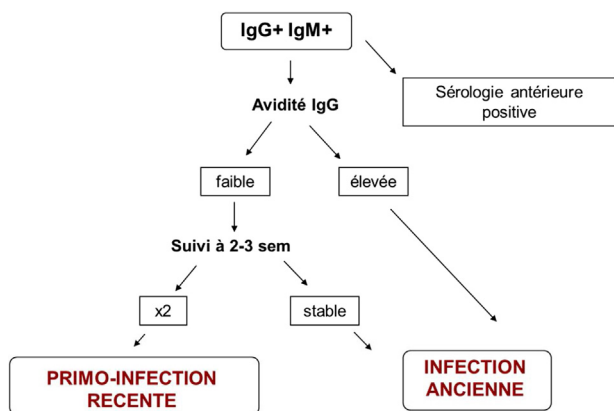 IgG+ IgM+
Sérologie antérieure
positive
Avidité IgG
faible
élevée
Suivi à 2-3 sem
x2
stable
PRIMO-INFECTION
RECENTE
INFECTION
ANCIENNE